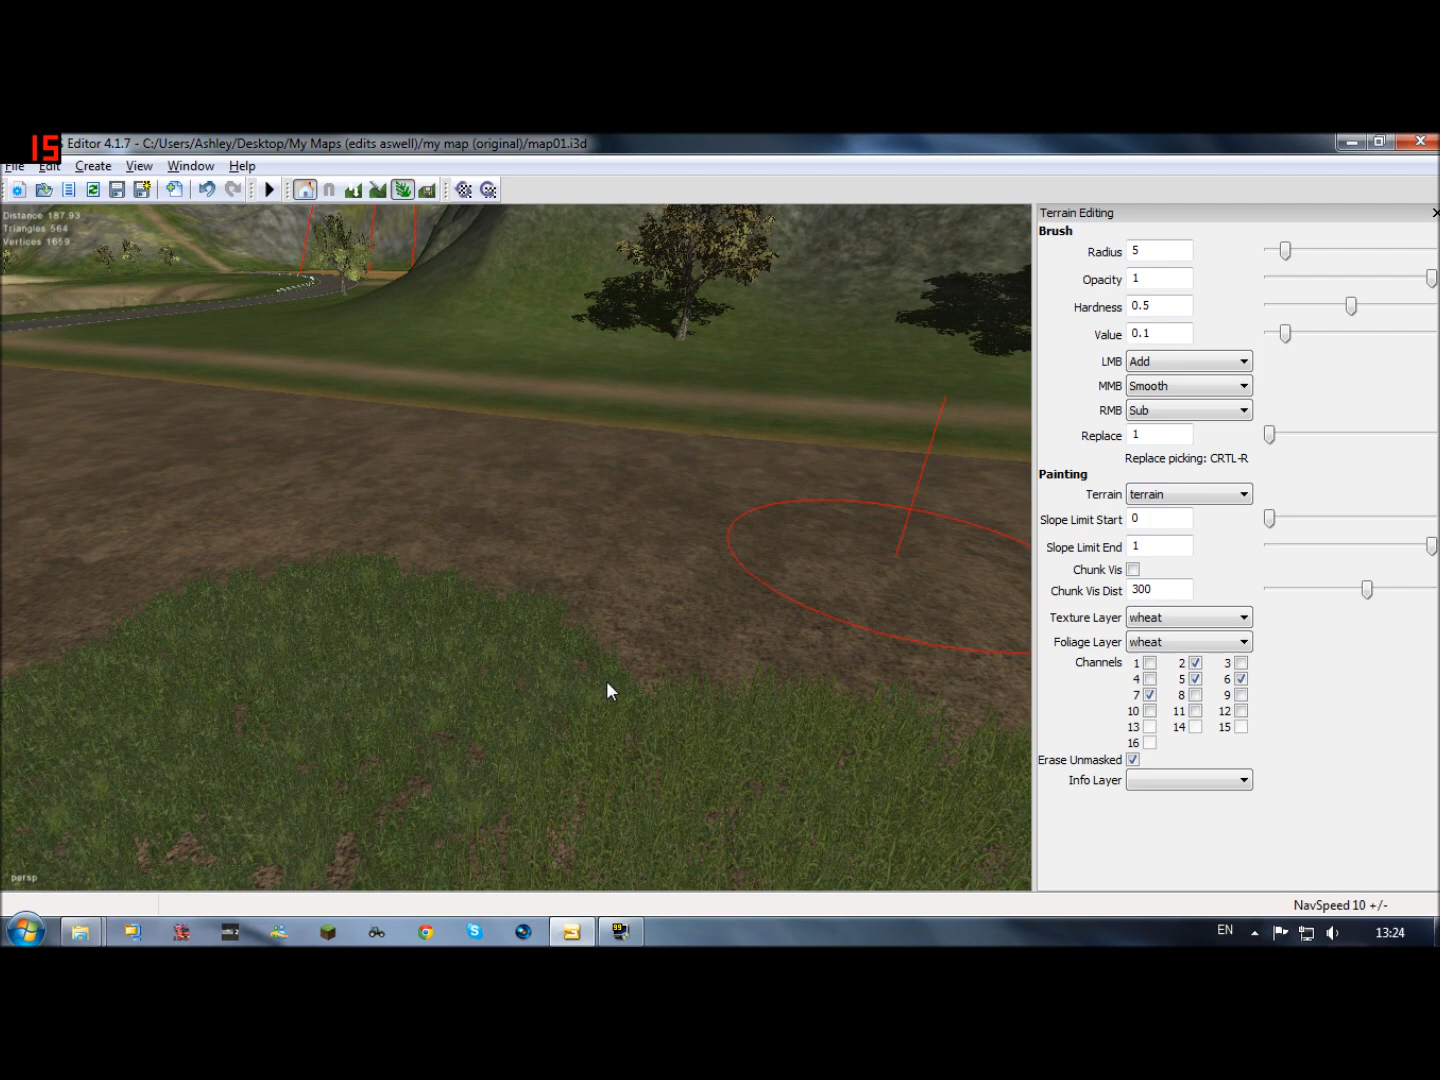 15
Editor 4.1.7 - C:/Users/Ashley/Desktop/My Maps (edits aswell)/my map (original)/map01.i3d
File Edit Create View Window Help
Distance 187.93
Triangles 564
Vertices 1659
persp
Terrain Editing
Brush
Radius 5
Opacity 1
Hardness 0.5
Value 0.1
LMB Add
MMB Smooth
RMB Sub
Replace 1
Replace picking: CRTL-R
Painting
Terrain terrain
Slope Limit Start 0
Slope Limit End 1
Chunk Vis
Chunk Vis Dist 300
Texture Layer wheat
Foliage Layer wheat
Channels 1 2 3
4 5 6
7 8 9
10 11 12
13 14 15
16
Erase Unmasked
Info Layer
NavSpeed 10 +/-
99
EN
13:24